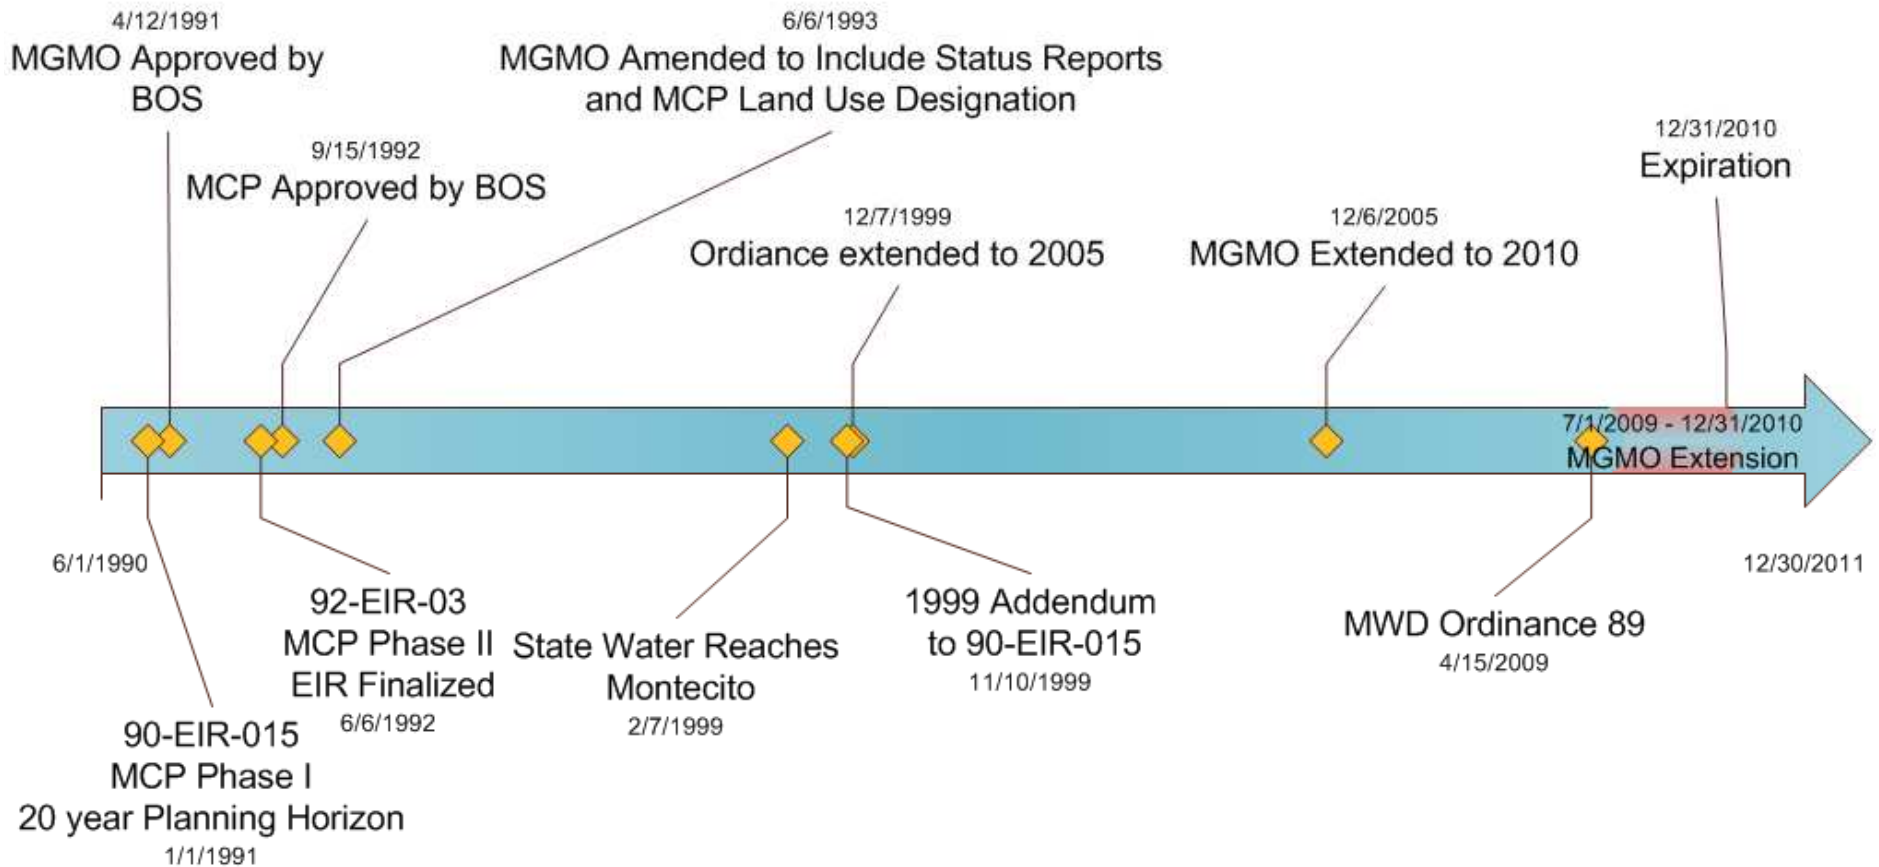 4/12/1991
MGMO Approved by
BOS
6/6/1993
MGMO Amended to Include Status Reports
and MCP Land Use Designation
9/15/1992
MCP Approved by BOS
12/31/2010
Expiration
12/7/1999
Ordiance extended to 2005
12/6/2005
MGMO Extended to 2010
7/1/2009 - 12/31/2010
MGMO Extension
6/1/1990
12/30/2011
90-EIR-015
MCP Phase I
20 year Planning Horizon
1/1/1991
92-EIR-03
MCP Phase II
EIR Finalized
6/6/1992
State Water Reaches
Montecito
2/7/1999
1999 Addendum
to 90-EIR-015
11/10/1999
MWD Ordinance 89
4/15/2009